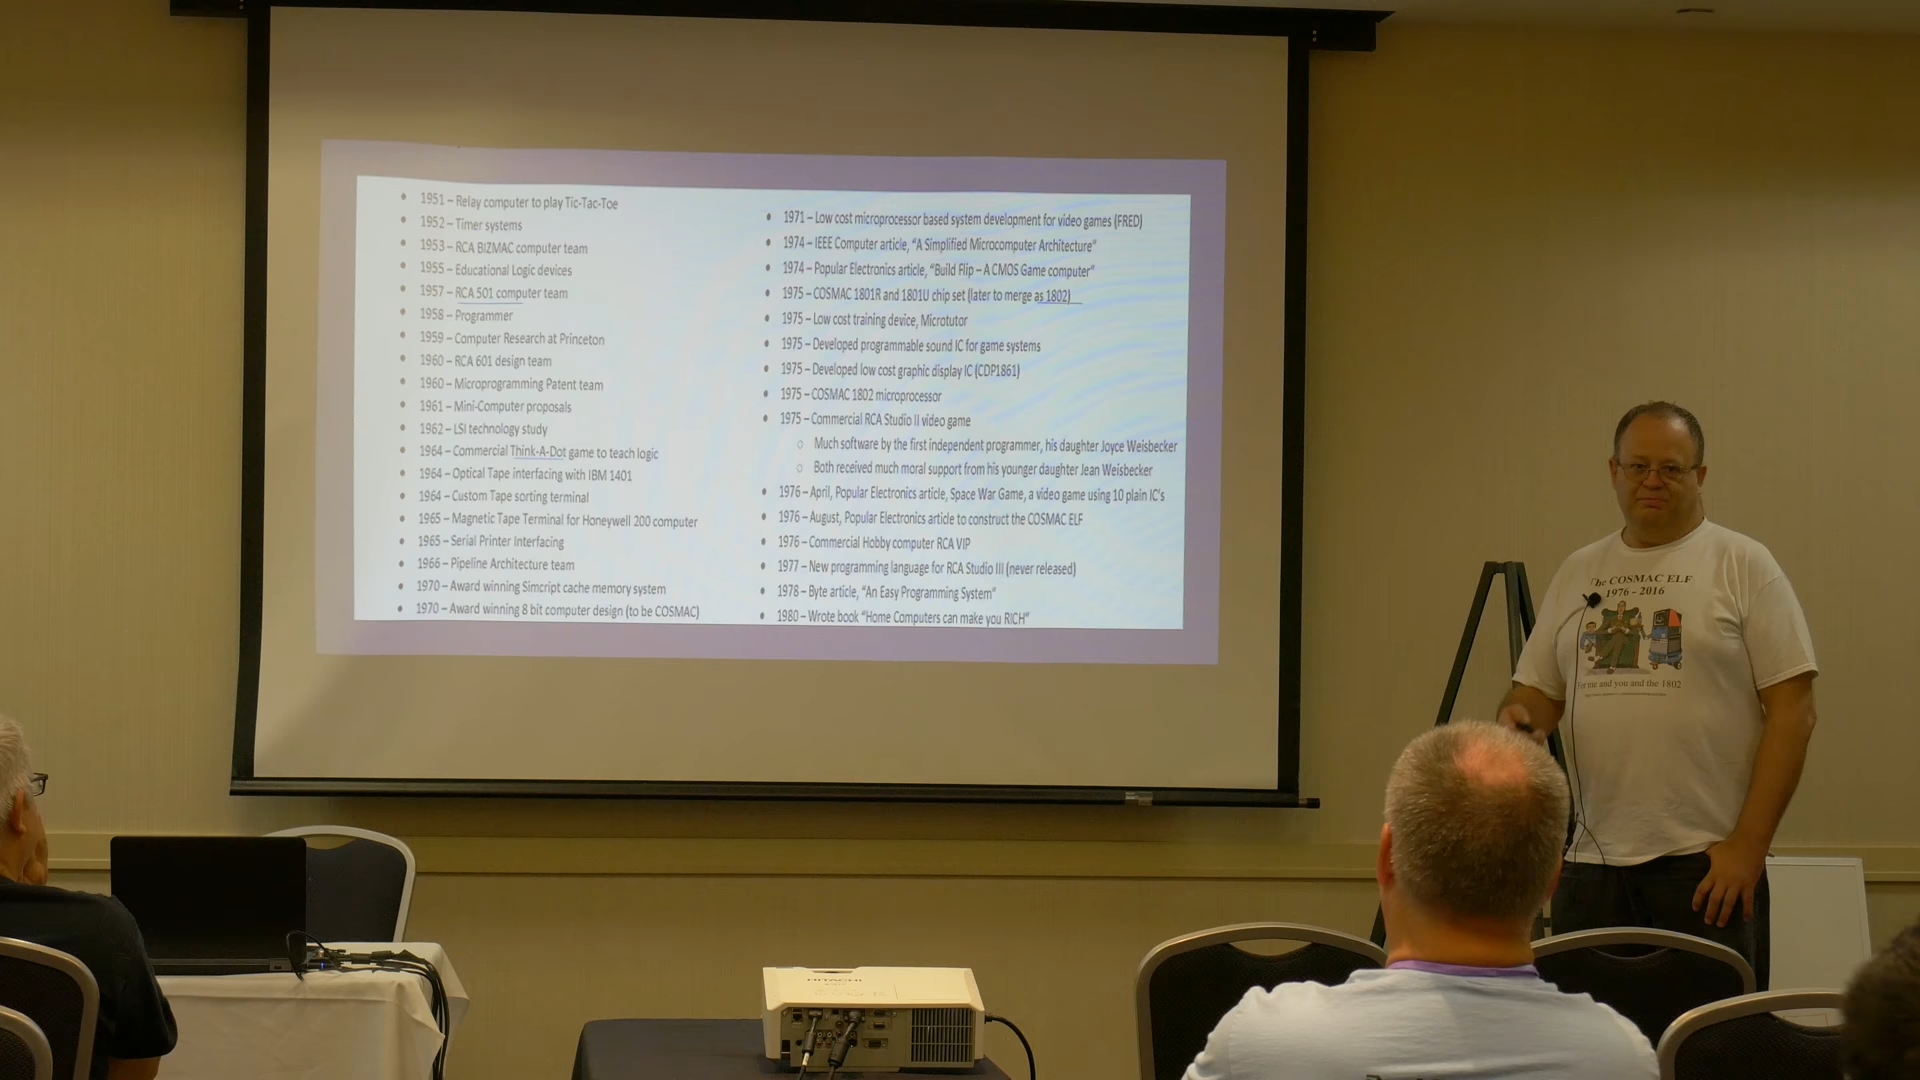 • 1951 – Relay computer to play Tic-Tac-Toe
• 1952 – Timer systems
• 1953 – RCA BIZMAC computer team
• 1955 – Educational Logic devices
• 1957 – RCA 501 computer team
• 1958 – Programmer
• 1959 – Computer Research at Princeton
• 1960 – RCA 601 design team
• 1960 – Microprogramming Patent team
• 1961 – Mini-Computer proposals
• 1962 – LSI technology study
• 1964 – Commercial Think-A-Dot game to teach logic
• 1964 – Optical Tape interfacing with IBM 1401
• 1964 – Custom Tape sorting terminal
• 1965 – Magnetic Tape Terminal for Honeywell 200 computer
• 1965 – Serial Printer Interfacing
• 1966 – Pipeline Architecture team
• 1970 – Award winning Simcript cache memory system
• 1970 – Award winning 8 bit computer design (to be COSMAC)
• 1971 – Low cost microprocessor based system development for video games (FRED)
• 1974 – IEEE Computer article, "A Simplified Microcomputer Architecture"
• 1974 – Popular Electronics article, "Build Flip – A CMOS Game computer"
• 1975 – COSMAC 1801R and 1801U chip set (later to merge as 1802)
• 1975 – Low cost training device, Microtutor
• 1975 – Developed programmable sound IC for game systems
• 1975 – Developed low cost graphic display IC (CDP1861)
• 1975 – COSMAC 1802 microprocessor
• 1975 – Commercial RCA Studio II video game
○ Much software by the first independent programmer, his daughter Joyce Weisbecker
○ Both received much moral support from his younger daughter Jean Weisbecker
• 1976 – April, Popular Electronics article, Space War Game, a video game using 10 plain IC's
• 1976 – August, Popular Electronics article to construct the COSMAC ELF
• 1976 – Commercial Hobby computer RCA VIP
• 1977 – New programming language for RCA Studio III (never released)
• 1978 – Byte article, "An Easy Programming System"
• 1980 – Wrote book "Home Computers can make you RICH"
The COSMAC ELF
1976 - 2016
For me and you and the 1802
HITACHI